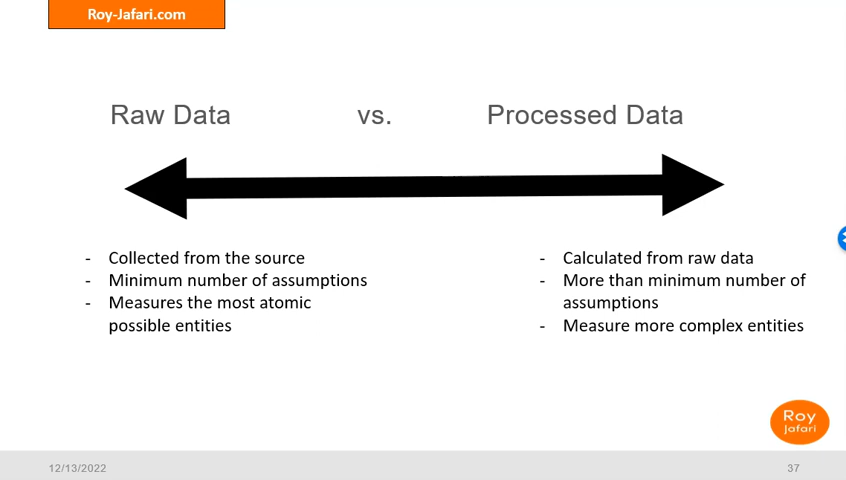 Roy-Jafari.com
Raw Data vs. Processed Data
- Collected from the source
- Minimum number of assumptions
- Measures the most atomic
possible entities
- Calculated from raw data
- More than minimum number of
assumptions
- Measure more complex entities
Roy
Jafari
12/13/2022
37